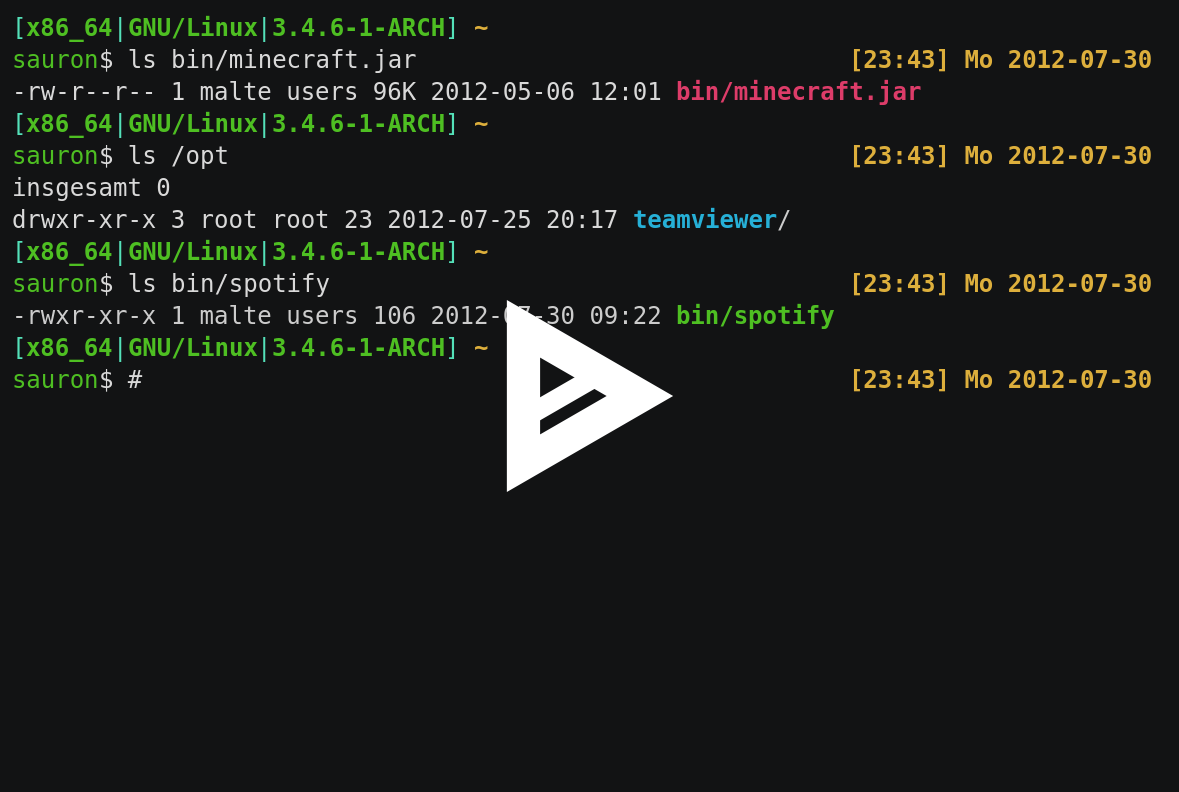 [x86_64|GNU/Linux|3.4.6-1-ARCH] ~
sauron$ ls bin/minecraft.jar [23:43] Mo 2012-07-30
-rw-r--r-- 1 malte users 96K 2012-05-06 12:01 bin/minecraft.jar
[x86_64|GNU/Linux|3.4.6-1-ARCH] ~
sauron$ ls /opt [23:43] Mo 2012-07-30
insgesamt 0
drwxr-xr-x 3 root root 23 2012-07-25 20:17 teamviewer/
[x86_64|GNU/Linux|3.4.6-1-ARCH] ~
sauron$ ls bin/spotify [23:43] Mo 2012-07-30
-rwxr-xr-x 1 malte users 106 2012-07-30 09:22 bin/spotify
[x86_64|GNU/Linux|3.4.6-1-ARCH] ~
sauron$ # [23:43] Mo 2012-07-30